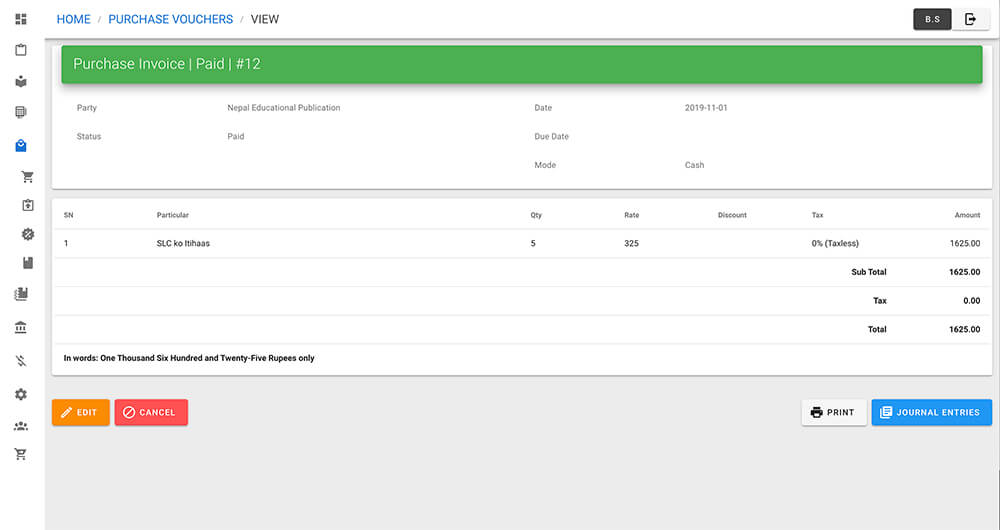 HOME / PURCHASE VOUCHERS / VIEW
B.S
Purchase Invoice | Paid | #12
Party Nepal Educational Publication Date 2019-11-01
Status Paid Due Date
Mode Cash
SN Particular Qty Rate Discount Tax Amount
1 SLC ko Itihaas 5 325 0% (Taxless) 1625.00
Sub Total 1625.00
Tax 0.00
Total 1625.00
In words: One Thousand Six Hundred and Twenty-Five Rupees only
EDIT CANCEL PRINT JOURNAL ENTRIES